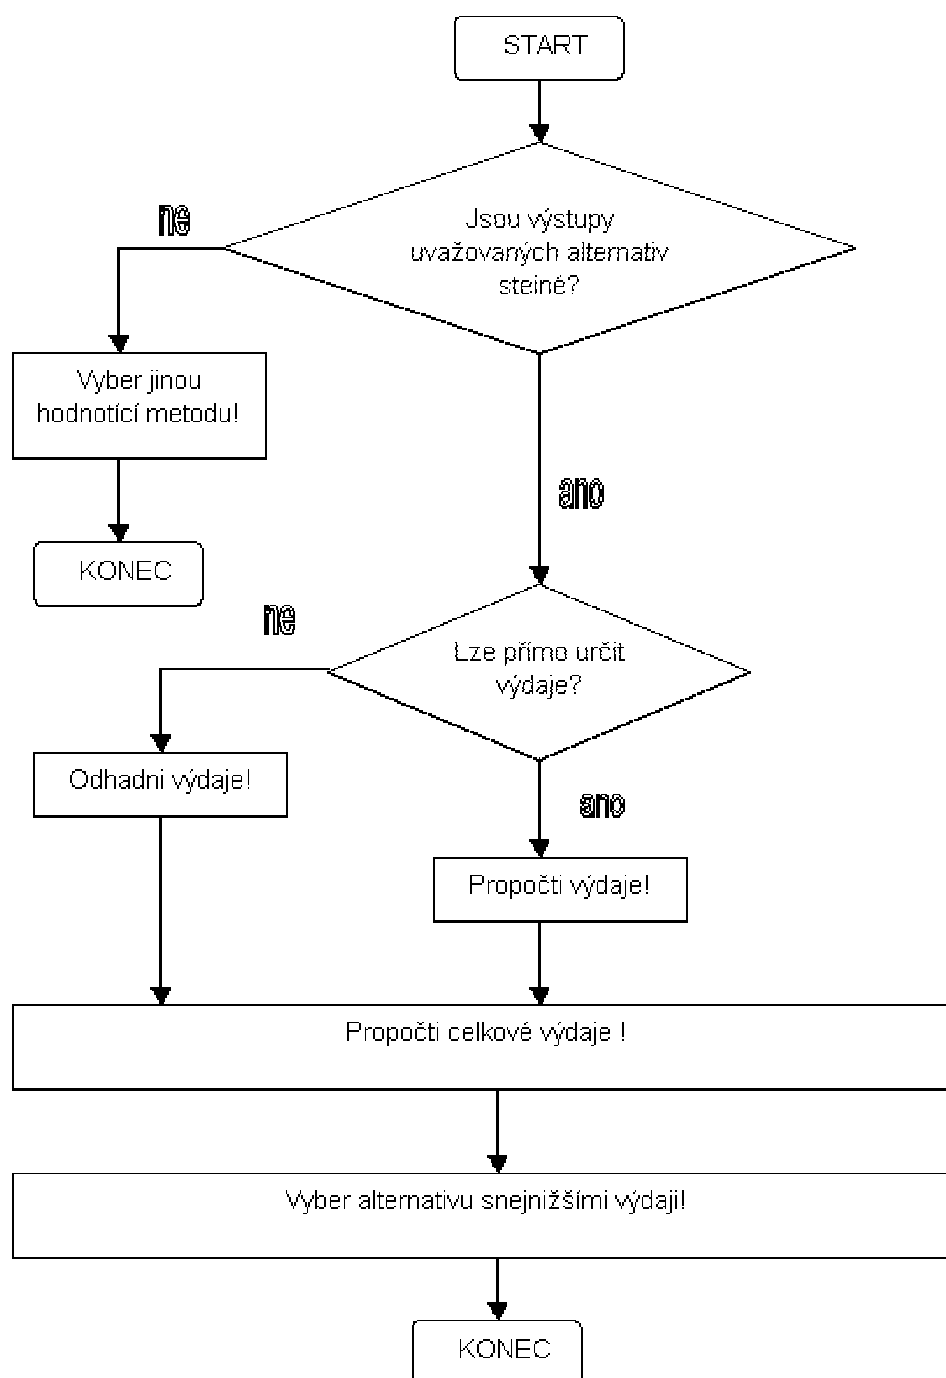 START
ne
Jsou výstupy
uvažovaných alternativ
stejné?
Vyber jinou
hodnotící metodu!
ano
KONEC
ne
Lze přímo určit
výdaje?
Odhadni výdaje!
ano
Propočti výdaje!
Propočti celkové výdaje !
Vyber alternativu snejnižšími výdaji!
KONEC